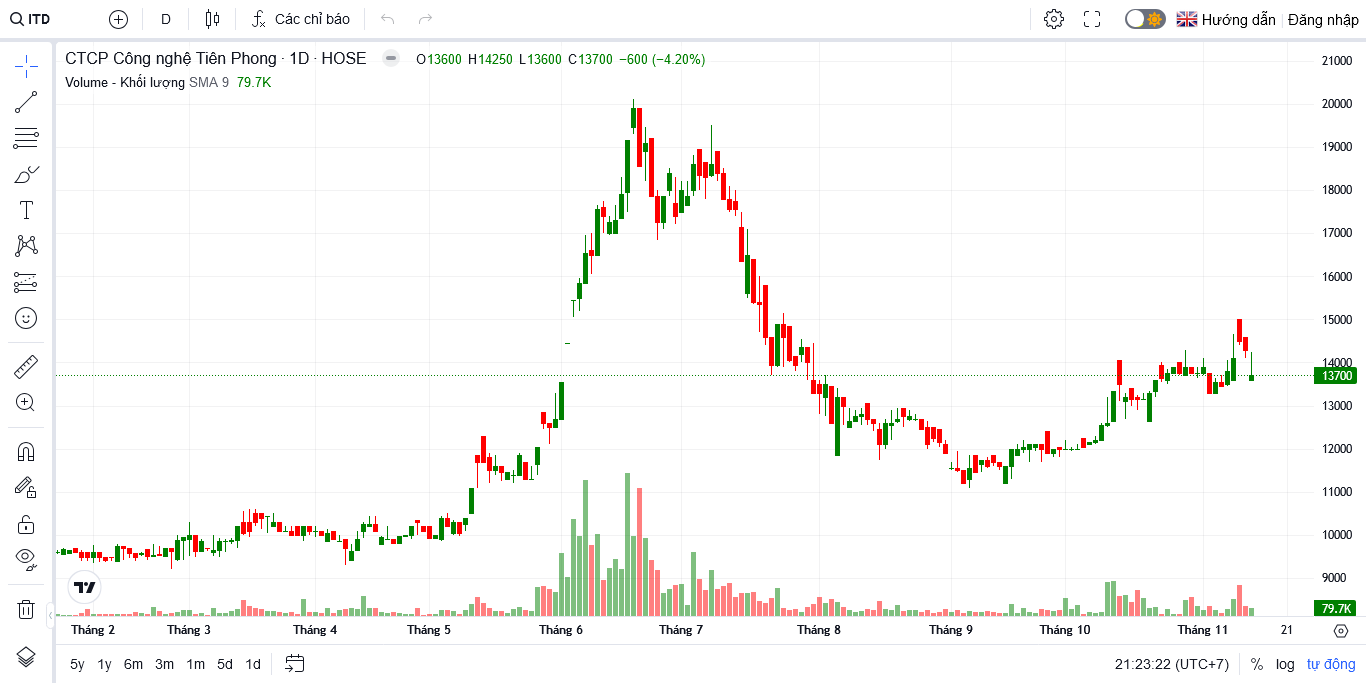 ITD D Các chỉ báo Hướng dẫn Đăng nhập
CTCP Công nghệ Tiên Phong · 1D · HOSE O13600 H14250 L13600 C13700 −600 (−4.20%)
Volume - Khối lượng SMA 9 79.7K
21000
20000
19000
18000
17000
16000
15000
14000
13700
13000
12000
11000
10000
9000
79.7K
Tháng 2 Tháng 3 Tháng 4 Tháng 5 Tháng 6 Tháng 7 Tháng 8 Tháng 9 Tháng 10 Tháng 11 21
5y 1y 6m 3m 1m 5d 1d 21:23:22 (UTC+7) % log tự động